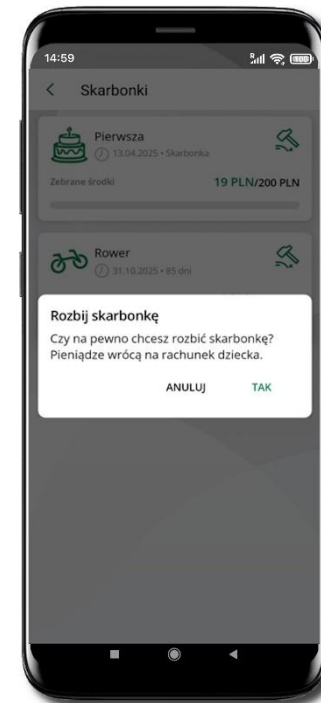 14:59
Skarbonki
Pierwsza
13.04.2025 • Skarbonka
Zebrane środki 19 PLN/200 PLN
Rower
31.10.2025 • 85 dni
Rozbij skarbonkę
Czy na pewno chcesz rozbić skarbonkę?
Pieniądze wrócą na rachunek dziecka.
ANULUJ TAK